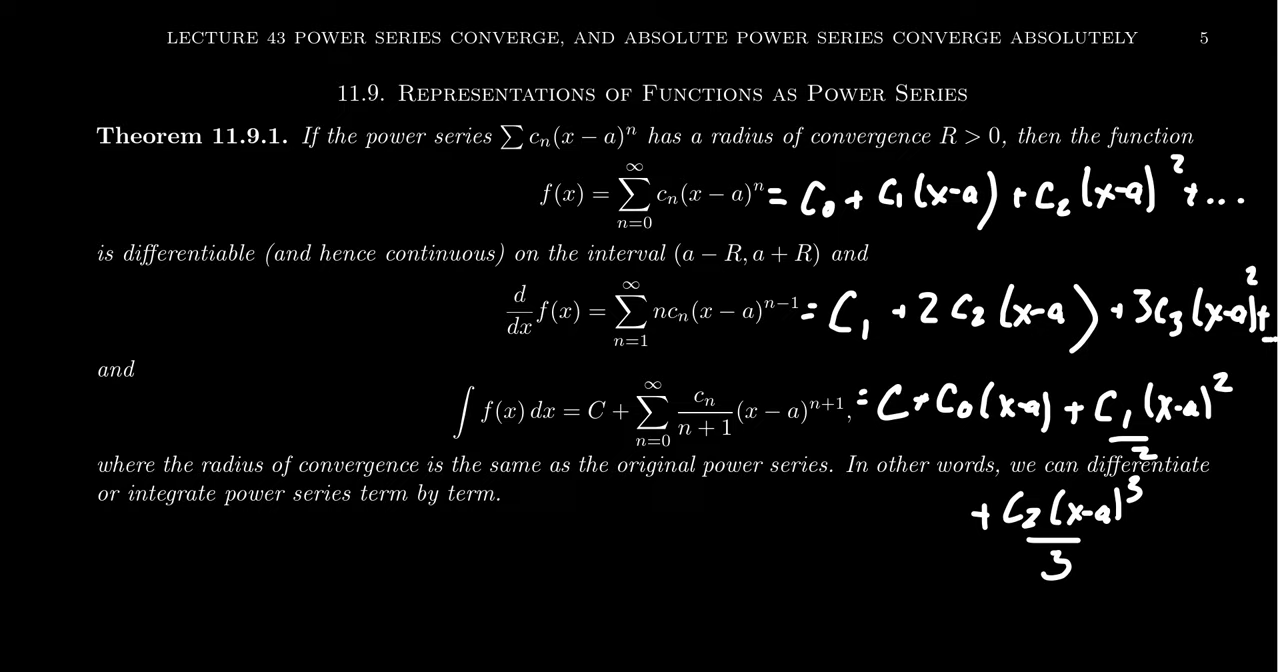 LECTURE 43 POWER SERIES CONVERGE, AND ABSOLUTE POWER SERIES CONVERGE ABSOLUTELY 5
11.9. Representations of Functions as Power Series
Theorem 11.9.1. If the power series ∑ cₙ(x − a)ⁿ has a radius of convergence R > 0, then the function
f(x) = ∑_{n=0}^{∞} cₙ(x − a)ⁿ = C₀ + C₁(x-a) + C₂(x-a)² + ...
is differentiable (and hence continuous) on the interval (a − R, a + R) and
d/dx f(x) = ∑_{n=1}^{∞} ncₙ(x − a)ⁿ⁻¹ = C₁ + 2C₂(x-a) + 3C₃(x-a)² + _
and
∫ f(x) dx = C + ∑_{n=0}^{∞} cₙ/(n + 1) (x − a)ⁿ⁺¹, = C + C₀(x-a) + C₁/2 (x-a)²
where the radius of convergence is the same as the original power series. In other words, we can differentiate
or integrate power series term by term.
+ C₂(x-a)³/3